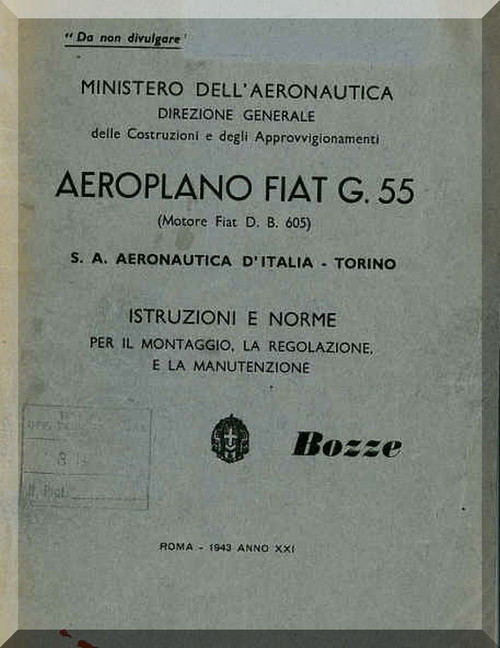 "Da non divulgare"
MINISTERO DELL'AERONAUTICA
DIREZIONE GENERALE
delle Costruzioni e degli Approvvigionamenti
AEROPLANO FIAT G. 55
(Motore Fiat D. B. 605)
S. A. AERONAUTICA D'ITALIA - TORINO
ISTRUZIONI E NORME
PER IL MONTAGGIO, LA REGOLAZIONE,
E LA MANUTENZIONE
Bozze
Prot.
ROMA - 1943 ANNO XXI